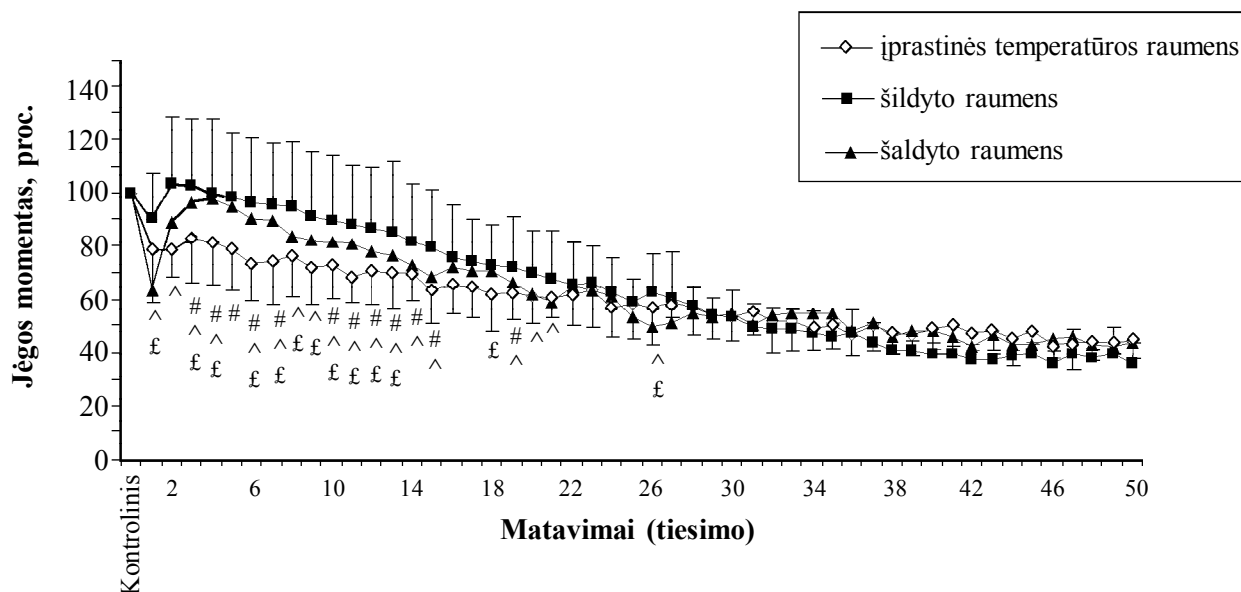 įprastinės temperatūros raumens
šildyto raumens
šaldyto raumens
Jėgos momentas, proc.
140
120
100
80
60
40
20
0
^ # # # # # # ^ ^ # # # # # # # ^
^ ^ ^ ^ ^ £ £ ^ ^ ^ ^ ^ ^ ^
£ £ £ £ £ £ £ £ £ £ £ ^ £
Kontrolinis
2 6 10 14 18 22 26 30 34 38 42 46 50
Matavimai (tiesimo)